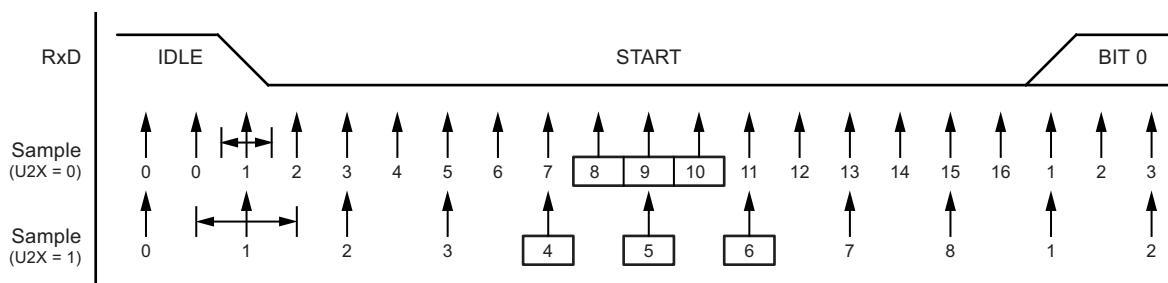 RxD IDLE START BIT 0
Sample
(U2X = 0) 0 0 1 2 3 4 5 6 7 8 9 10 11 12 13 14 15 16 1 2 3
Sample
(U2X = 1) 0 1 2 3 4 5 6 7 8 1 2